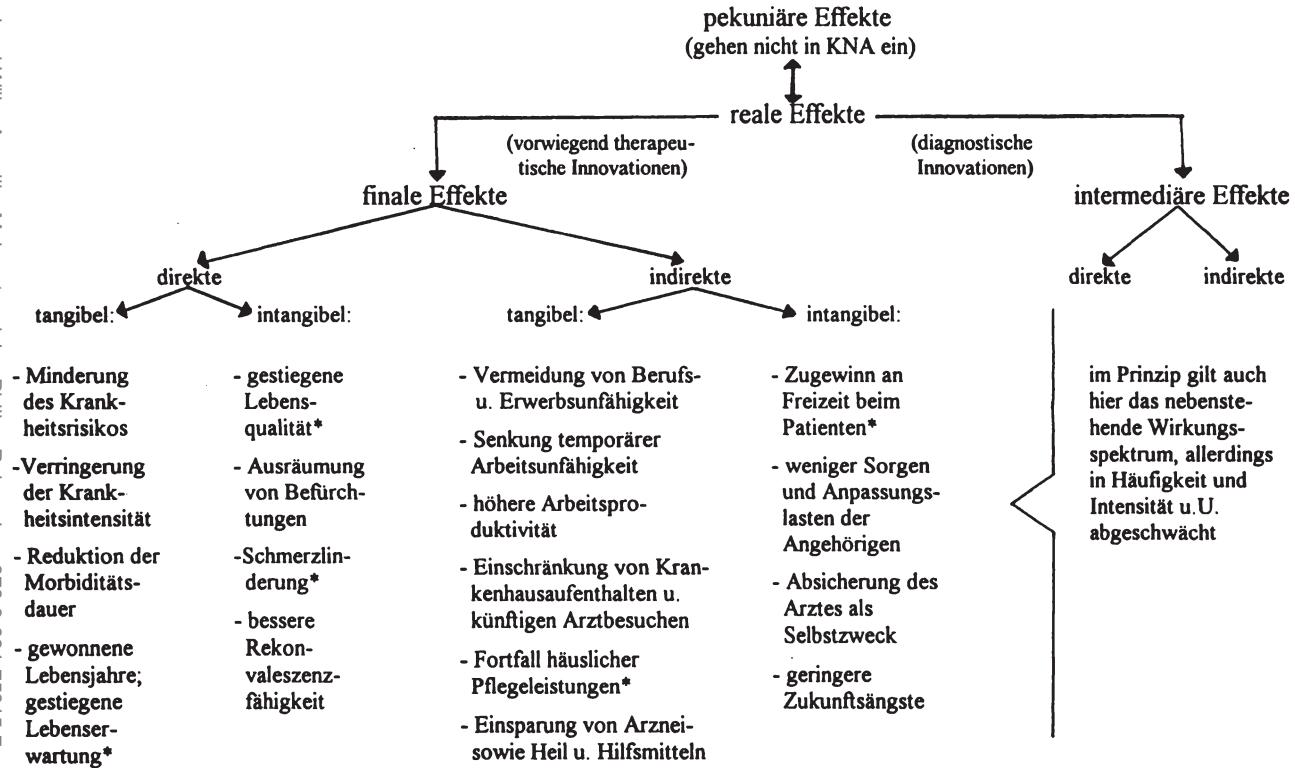 pekuniäre Effekte
(gehen nicht in KNA ein)
reale Effekte
(vorwiegend therapeu-
tische Innovationen)
(diagnostische
Innovationen)
finale Effekte
intermediäre Effekte
direkte
indirekte
direkte
indirekte
tangibel:
intangibel:
tangibel:
intangibel:
- Minderung
des Krank-
heitsrisikos
-Verringerung
der Krank-
heitsintensität
- Reduktion der
Morbiditäts-
dauer
- gewonnene
Lebensjahre;
gestiegene
Lebenser-
wartung*
- gestiegene
Lebens-
qualität*
- Ausräumung
von Befürch-
tungen
-Schmerzlin-
derung*
- bessere
Rekon-
valeszenz-
fähigkeit
- Vermeidung von Berufs-
u. Erwerbsunfähigkeit
- Senkung temporärer
Arbeitsunfähigkeit
- höhere Arbeitspro-
duktivität
- Einschränkung von Kran-
kenhausaufenthalten u.
künftigen Arztbesuchen
- Fortfall häuslicher
Pflegeleistungen*
- Einsparung von Arznei-
sowie Heil u. Hilfsmitteln
- Zugewinn an
Freizeit beim
Patienten*
- weniger Sorgen
und Anpassungs-
lasten der
Angehörigen
- Absicherung des
Arztes als
Selbstzweck
- geringere
Zukunftsängste
im Prinzip gilt auch
hier das nebenste-
hende Wirkungs-
spektrum, allerdings
in Häufigkeit und
Intensität u.U.
abgeschwächt